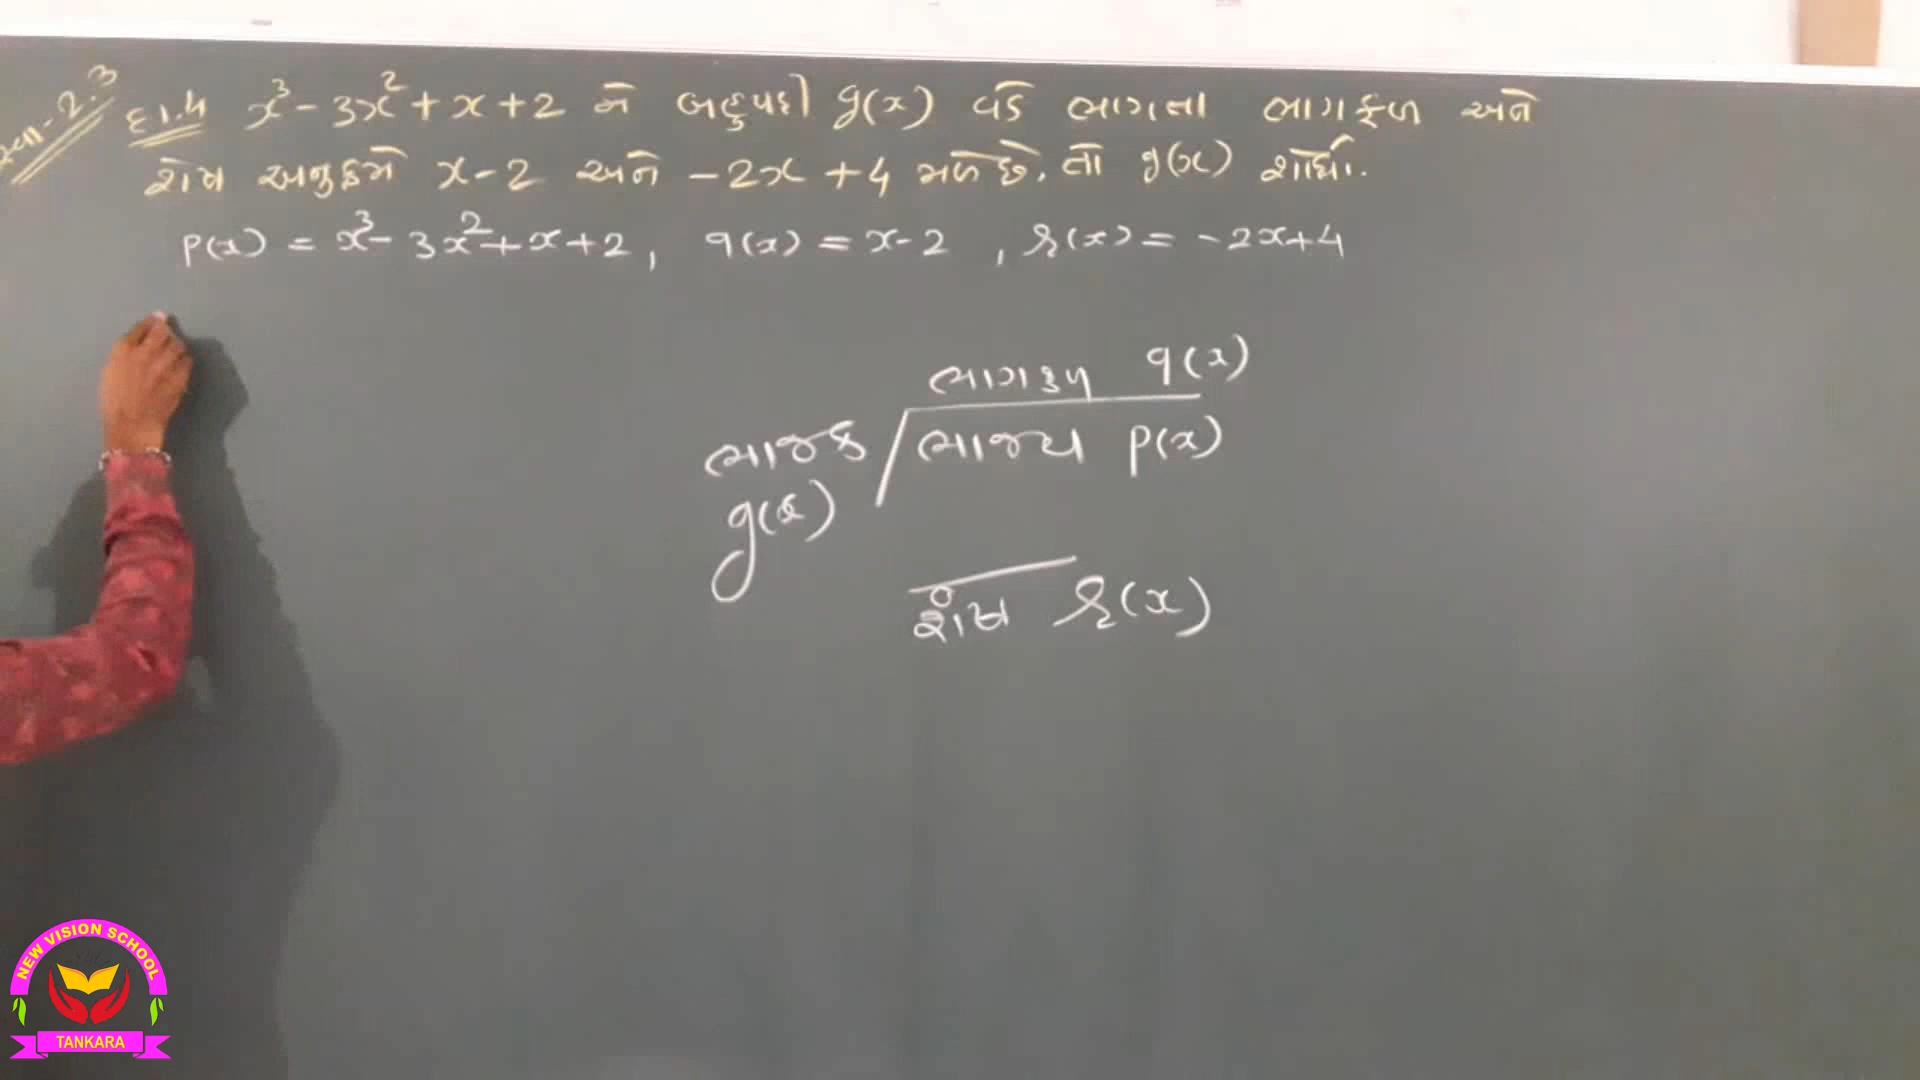 સ્વા-2.3
દા.4 x³ - 3x² + x + 2 ને બહુપદી g(x) વડે ભાગતા ભાગફળ અને
શેષ અનુક્રમે x-2 અને -2x +4 મળે છે. તો g(x) શોધો.
p(x) = x³- 3x²+x+2, q(x) = x-2 , r(x) = -2x+4
ભાગફળ q(x)
ભાજક ભાજ્ય p(x)
g(x)
શેષ r(x)
NEW VISION SCHOOL
TANKARA